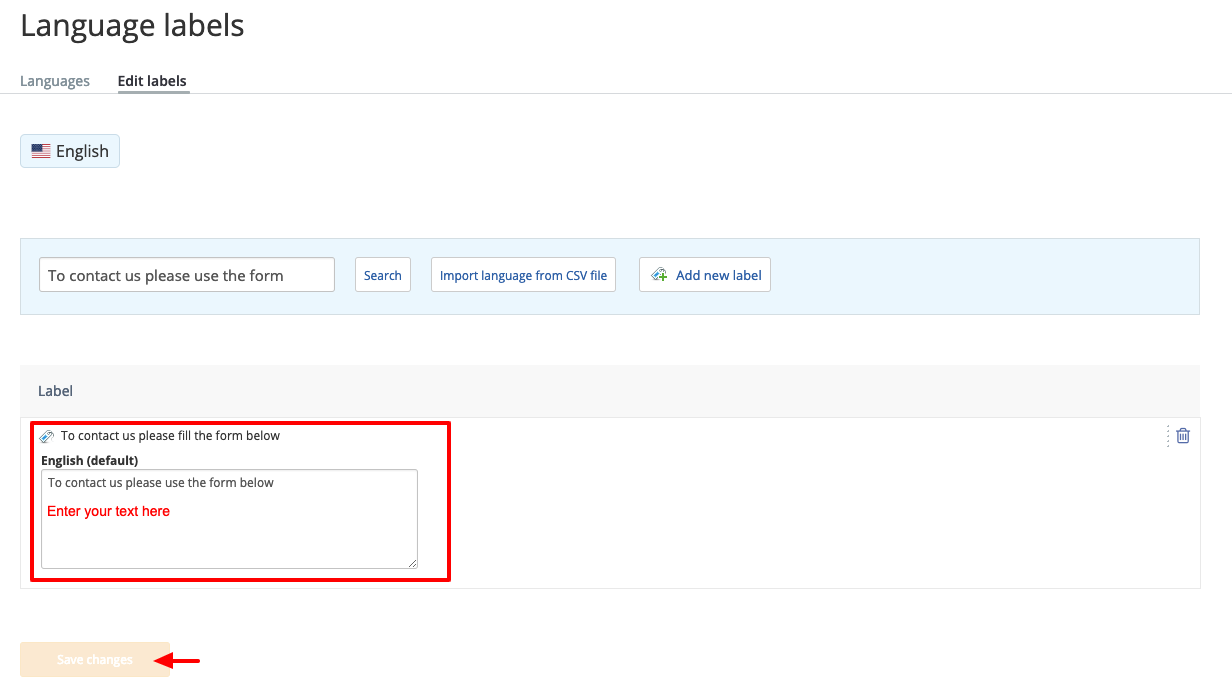 Language labels
Languages Edit labels
English
To contact us please use the form Search Import language from CSV file Add new label
Label
To contact us please fill the form below
English (default)
To contact us please use the form below
Enter your text here
Save changes